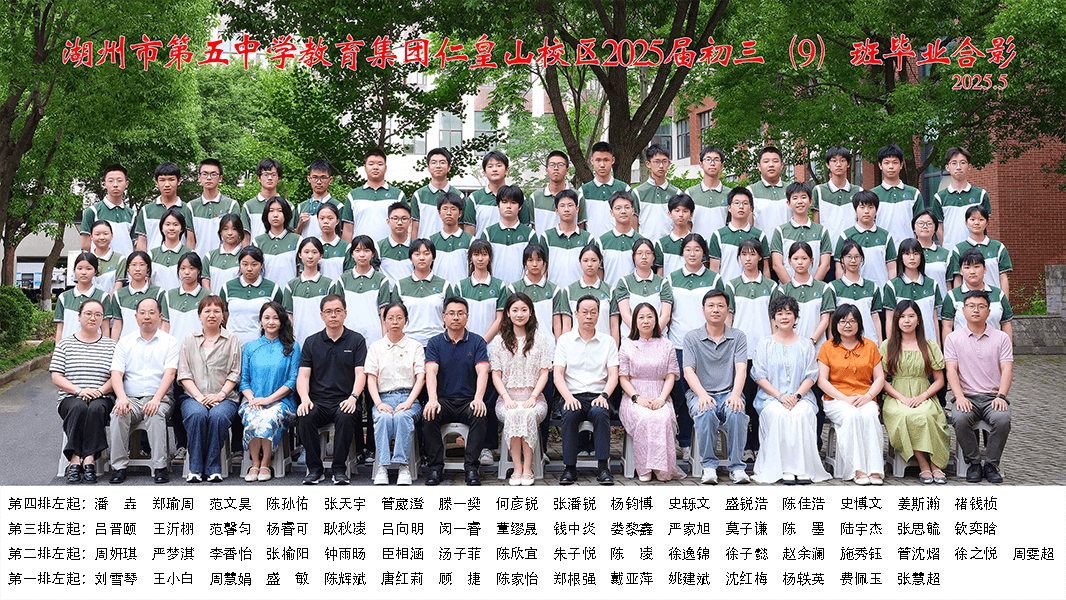 湖州市第五中学教育集团仁皇山校区2025届初三（9）班毕业合影
2025.5
第四排左起：潘 垚 郑瑜周 范文昊 陈孙佑 张天宇 管葳澄 滕一樊 何彦锐 张潘锐 杨钧博 史铄文 盛锐浩 陈佳浩 史博文 姜斯瀚 褚钱桢
第三排左起：吕晋颐 王沂栩 范馨匀 杨睿可 耿秋凌 吕向明 闵一睿 董缪晟 钱中炎 娄黎鑫 严家旭 莫子谦 陈 墨 陆宇杰 张思毓 钦奕晗
第二排左起：周妍琪 严梦淇 李香怡 张榆阳 钟雨旸 臣相涵 汤子菲 陈欣宜 朱子悦 陈 凌 徐逸锦 徐子懿 赵余澜 施秀钰 管沈熠 徐之悦 周雯超
第一排左起：刘雪琴 王小白 周慧娟 盛 敏 陈辉斌 唐红莉 顾 捷 陈家怡 郑根强 戴亚萍 姚建斌 沈红梅 杨轶英 费佩玉 张慧超